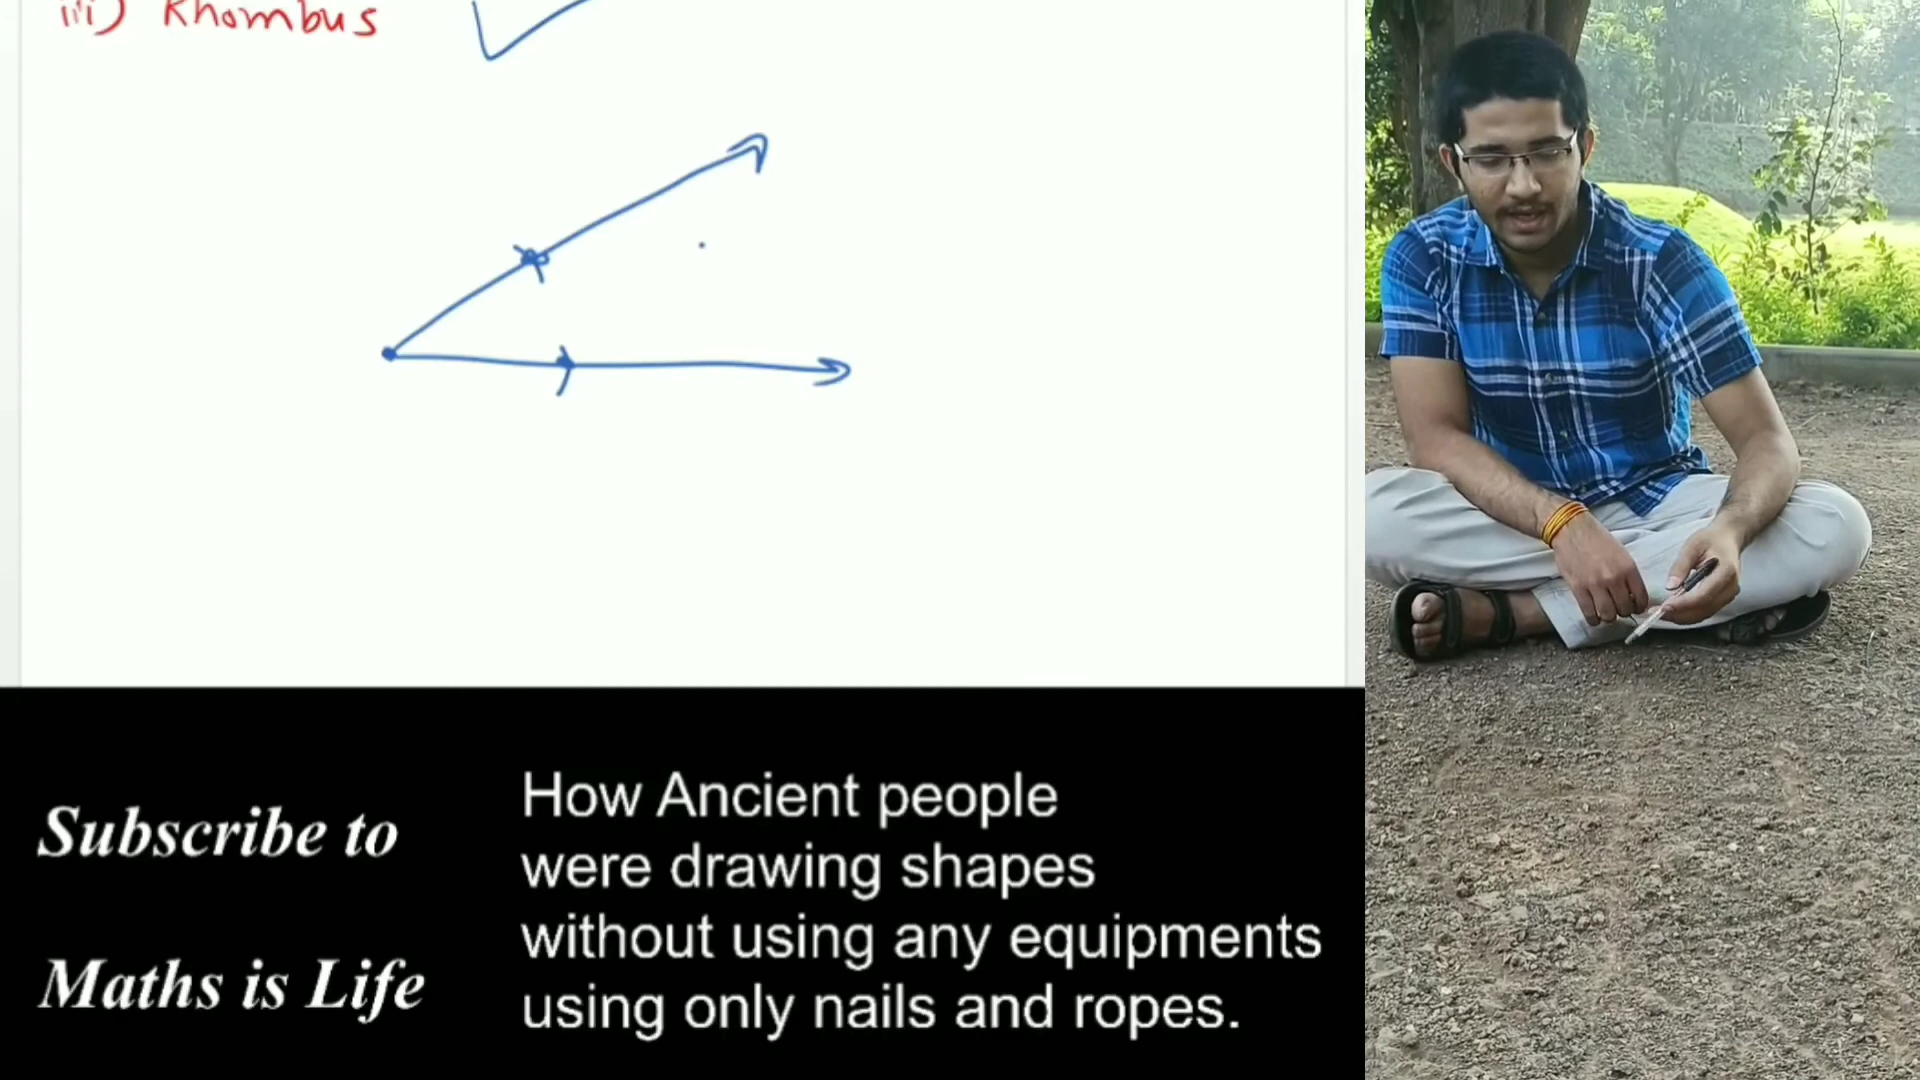 iii) Rhombus
Subscribe to
Maths is Life
How Ancient people
were drawing shapes
without using any equipments
using only nails and ropes.